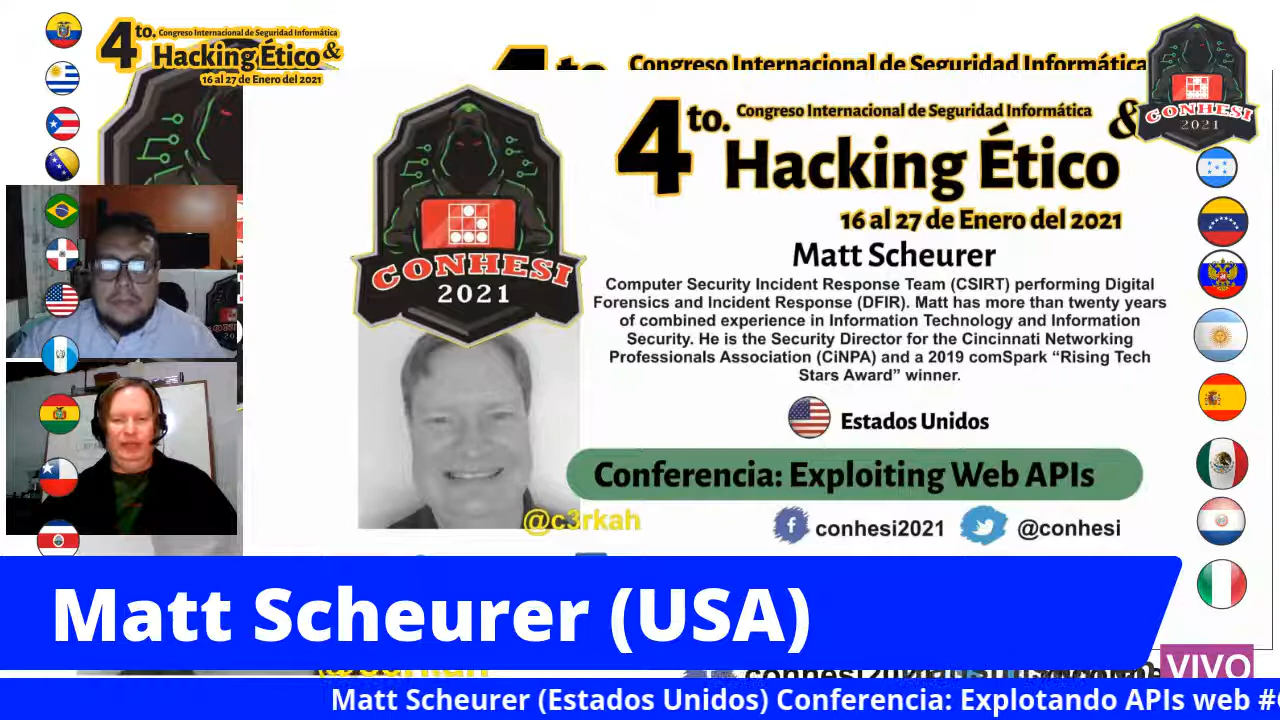 4to. Congreso Internacional de Seguridad Informática
& Hacking Ético
16 al 27 de Enero del 2021
Congreso Internacional de Seguridad Informática
CONHESI
2021
4to. Congreso Internacional de Seguridad Informática
& Hacking Ético
16 al 27 de Enero del 2021
CONHESI
2021
Matt Scheurer
Computer Security Incident Response Team (CSIRT) performing Digital
Forensics and Incident Response (DFIR). Matt has more than twenty years
of combined experience in Information Technology and Information
Security. He is the Security Director for the Cincinnati Networking
Professionals Association (CiNPA) and a 2019 comSpark “Rising Tech
Stars Award” winner.
Estados Unidos
Conferencia: Exploiting Web APIs
@c3rkah
conhesi2021
@conhesi
Matt Scheurer (USA)
VIVO
Matt Scheurer (Estados Unidos) Conferencia: Explotando APIs web #